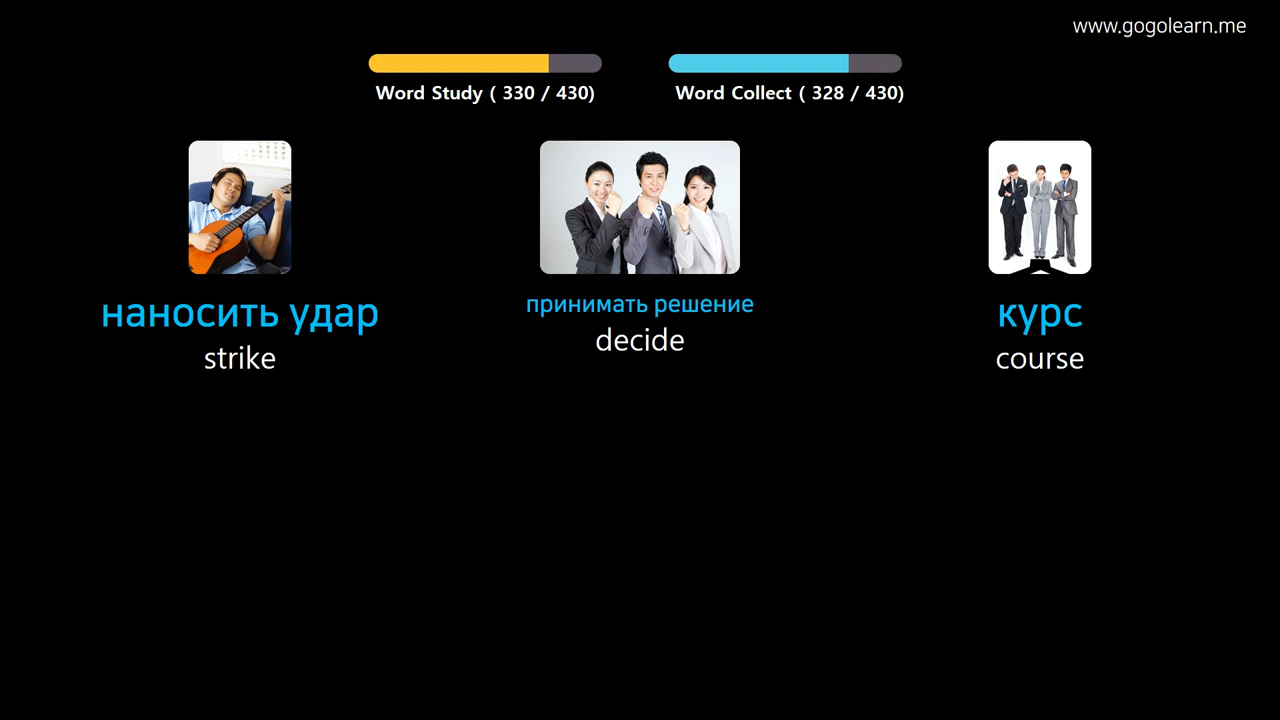 www.gogolearn.me
Word Study ( 330 / 430)
Word Collect ( 328 / 430)
наносить удар
strike
принимать решение
decide
курс
course